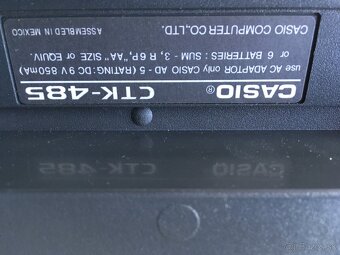 CASIO® CTK-485
use AC ADAPTOR only CASIO AD-5 (RATING: DC 9 V 850mA)
or 6 BATTERIES: SUM-3, R 6P, "AA" SIZE or EQUIV.
CASIO COMPUTER CO.,LTD. ASSEMBLED IN MEXICO